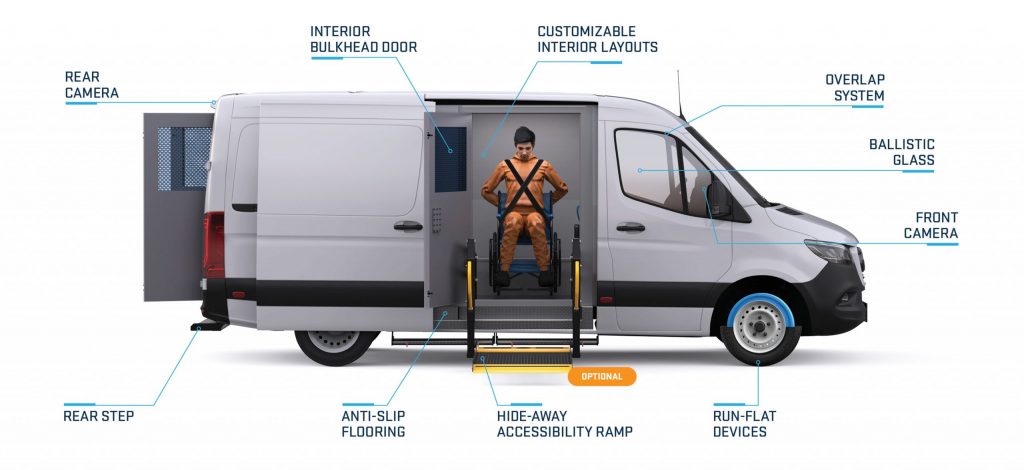 INTERIOR
BULKHEAD DOOR
CUSTOMIZABLE
INTERIOR LAYOUTS
REAR
CAMERA
OVERLAP
SYSTEM
BALLISTIC
GLASS
FRONT
CAMERA
OPTIONAL
REAR STEP
ANTI-SLIP
FLOORING
HIDE-AWAY
ACCESSIBILITY RAMP
RUN-FLAT
DEVICES